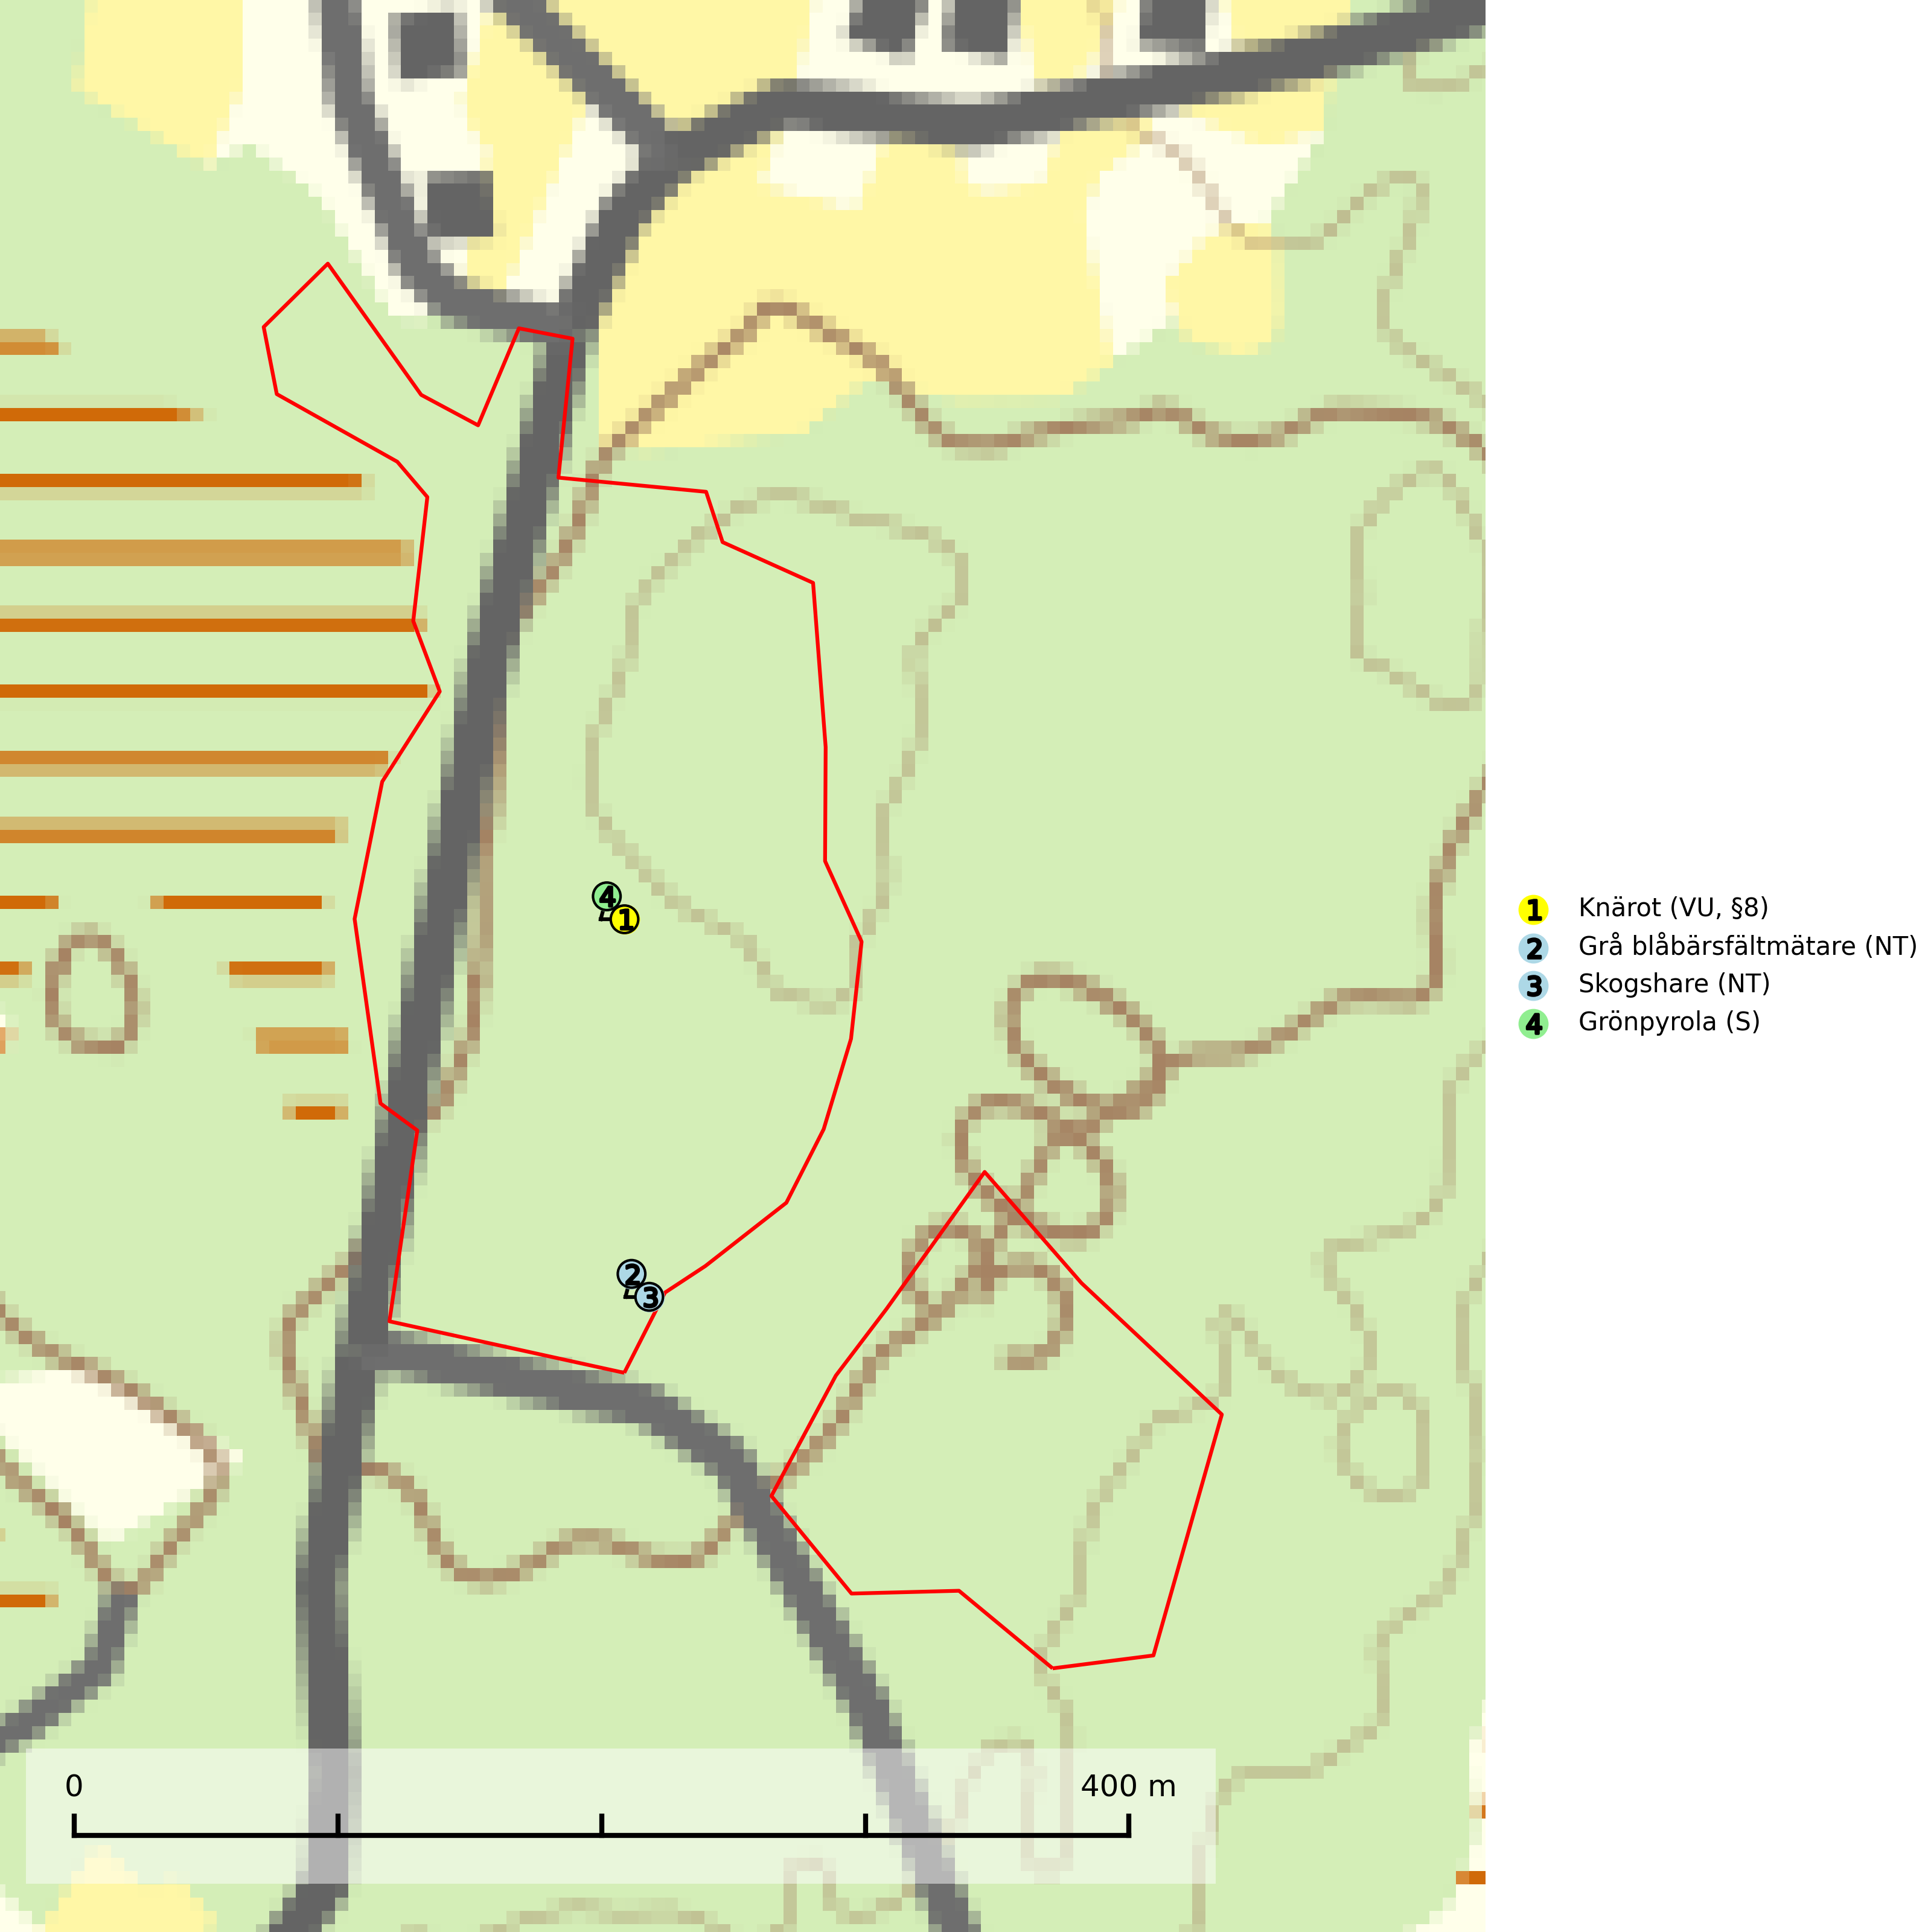 4
1
2
3
1 Knärot (VU, §8)
2 Grå blåbärsfältmätare (NT)
3 Skogshare (NT)
4 Grönpyrola (S)
0 400 m